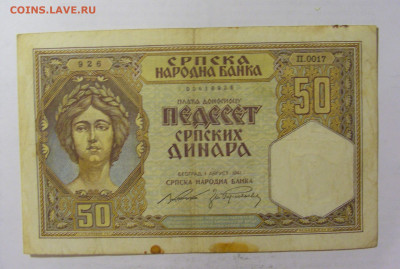 COINS.LAVE.RU
СРПСКА
НАРОДНА БАНКА
926
П.0017
50
ПЕДЕСЕТ
СРПСКИХ
ДИНАРА
СРПСКА НАРОДНА БАНКА
50